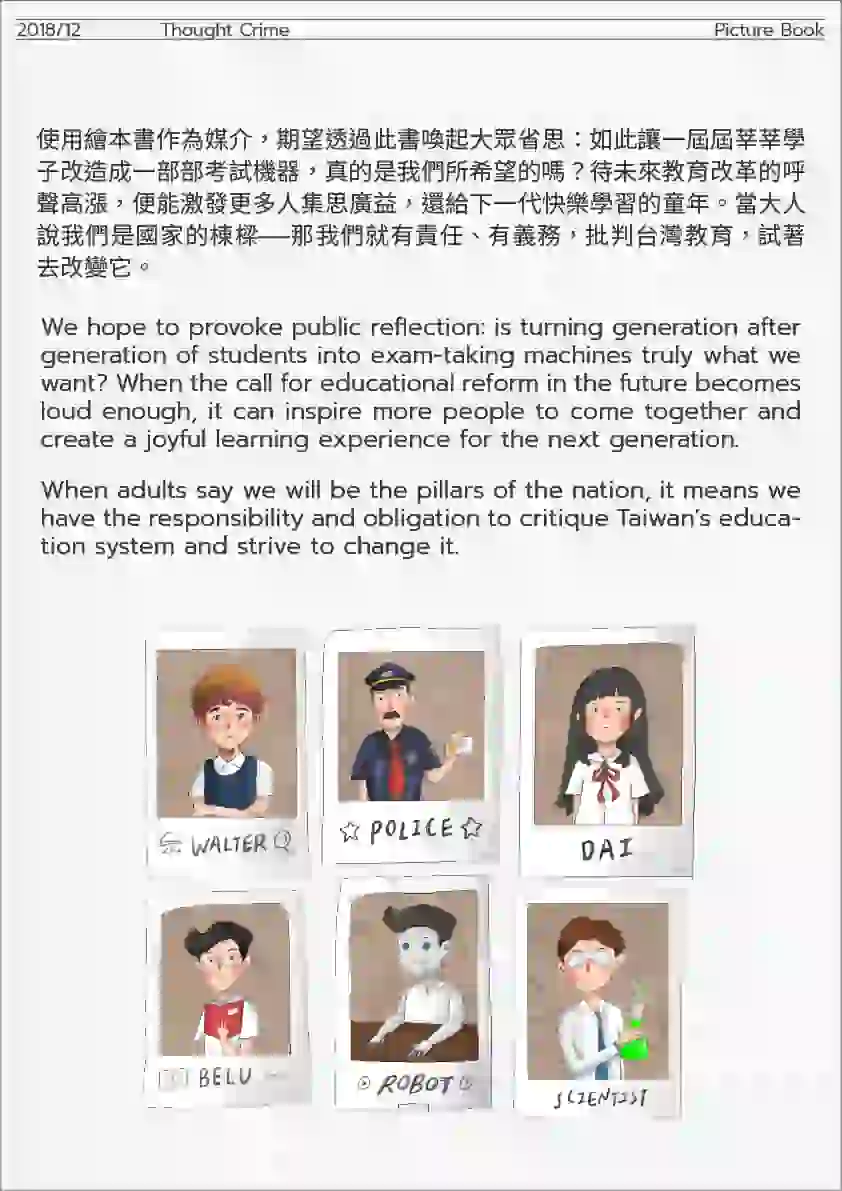 2018/12 Thought Crime Picture Book
使用繪本書作為媒介，期望透過此書喚起大眾省思：如此讓一屆屆莘莘學
子改造成一部部考試機器，真的是我們所希望的嗎？待未來教育改革的呼
聲高漲，便能激發更多人集思廣益，還給下一代快樂學習的童年。當大人
說我們是國家的棟樑──那我們就有責任、有義務，批判台灣教育，試著
去改變它。
We hope to provoke public reflection: is turning generation after
generation of students into exam-taking machines truly what we
want? When the call for educational reform in the future becomes
loud enough, it can inspire more people to come together and
create a joyful learning experience for the next generation.
When adults say we will be the pillars of the nation, it means we
have the responsibility and obligation to critique Taiwan's educa-
tion system and strive to change it.
WALTER
☆ POLICE ☆
DAI
BELU
ROBOT
SCIENTIST